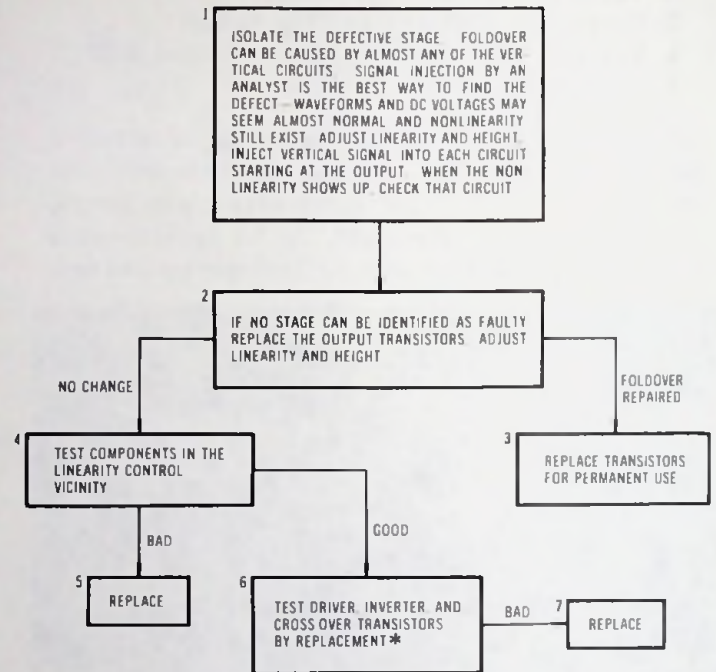 1
ISOLATE THE DEFECTIVE STAGE FOLDOVER
CAN BE CAUSED BY ALMOST ANY OF THE VER-
TICAL CIRCUITS SIGNAL INJECTION BY AN
ANALYST IS THE BEST WAY TO FIND THE
DEFECT—WAVEFORMS AND DC VOLTAGES MAY
SEEM ALMOST NORMAL AND NONLINEARITY
STILL EXIST ADJUST LINEARITY AND HEIGHT.
INJECT VERTICAL SIGNAL INTO EACH CIRCUIT
STARTING AT THE OUTPUT. WHEN THE NON
LINEARITY SHOWS UP, CHECK THAT CIRCUIT
2
IF NO STAGE CAN BE IDENTIFIED AS FAULTY
REPLACE THE OUTPUT TRANSISTORS. ADJUST
LINEARITY AND HEIGHT
NO CHANGE
FOLDOVER
REPAIRED
4
TEST COMPONENTS IN THE
LINEARITY CONTROL
VICINITY
3
REPLACE TRANSISTORS
FOR PERMANENT USE
BAD
GOOD
5
REPLACE
6
TEST DRIVER, INVERTER, AND
CROSS OVER TRANSISTORS
BY REPLACEMENT*
BAD
7
REPLACE